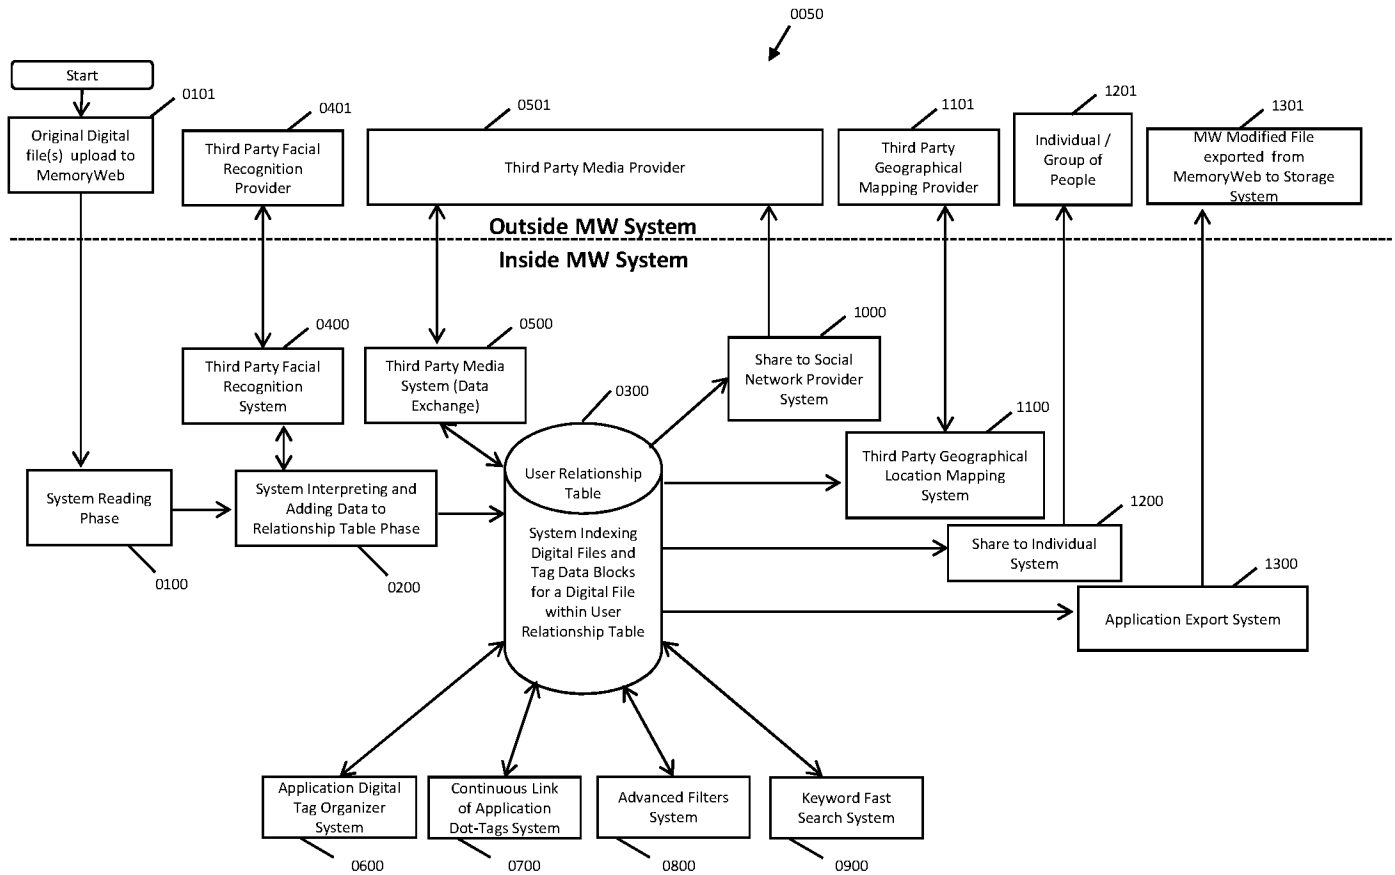 0050
Start
0101
Original Digital
file(s) upload to
MemoryWeb
0401
Third Party Facial
Recognition
Provider
0501
Third Party Media Provider
1101
Third Party
Geographical
Mapping Provider
1201
Individual /
Group of
People
1301
MW Modified File
exported from
MemoryWeb to Storage
System
Outside MW System
Inside MW System
0400
Third Party Facial
Recognition
System
0500
Third Party Media
System (Data
Exchange)
0300
User Relationship
Table
System Indexing
Digital Files and
Tag Data Blocks
for a Digital File
within User
Relationship Table
1000
Share to Social
Network Provider
System
1100
Third Party Geographical
Location Mapping
System
System Reading
Phase
0100
System Interpreting and
Adding Data to
Relationship Table Phase
0200
1200
Share to Individual
System
1300
Application Export System
Application Digital
Tag Organizer
System
0600
Continuous Link
of Application
Dot-Tags System
0700
Advanced Filters
System
0800
Keyword Fast
Search System
0900